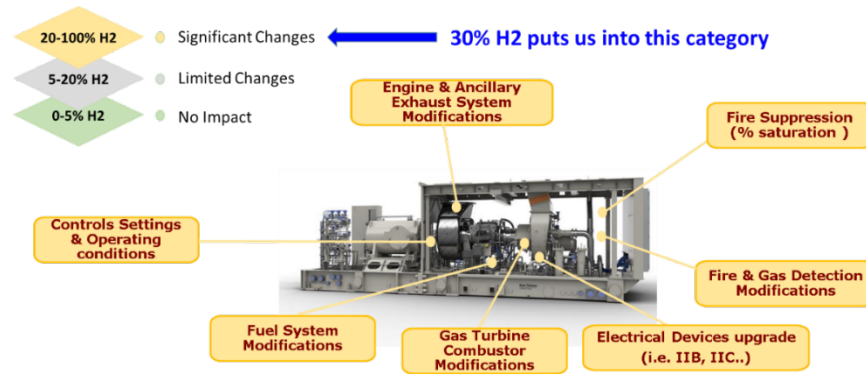 20-100% H2
Significant Changes
30% H2 puts us into this category
5-20% H2
Limited Changes
0-5% H2
No Impact
Engine & Ancillary
Exhaust System
Modifications
Fire Suppression
(% saturation )
Controls Settings
& Operating
conditions
Fire & Gas Detection
Modifications
Fuel System
Modifications
Gas Turbine
Combustor
Modifications
Electrical Devices upgrade
(i.e. IIB, IIC..)